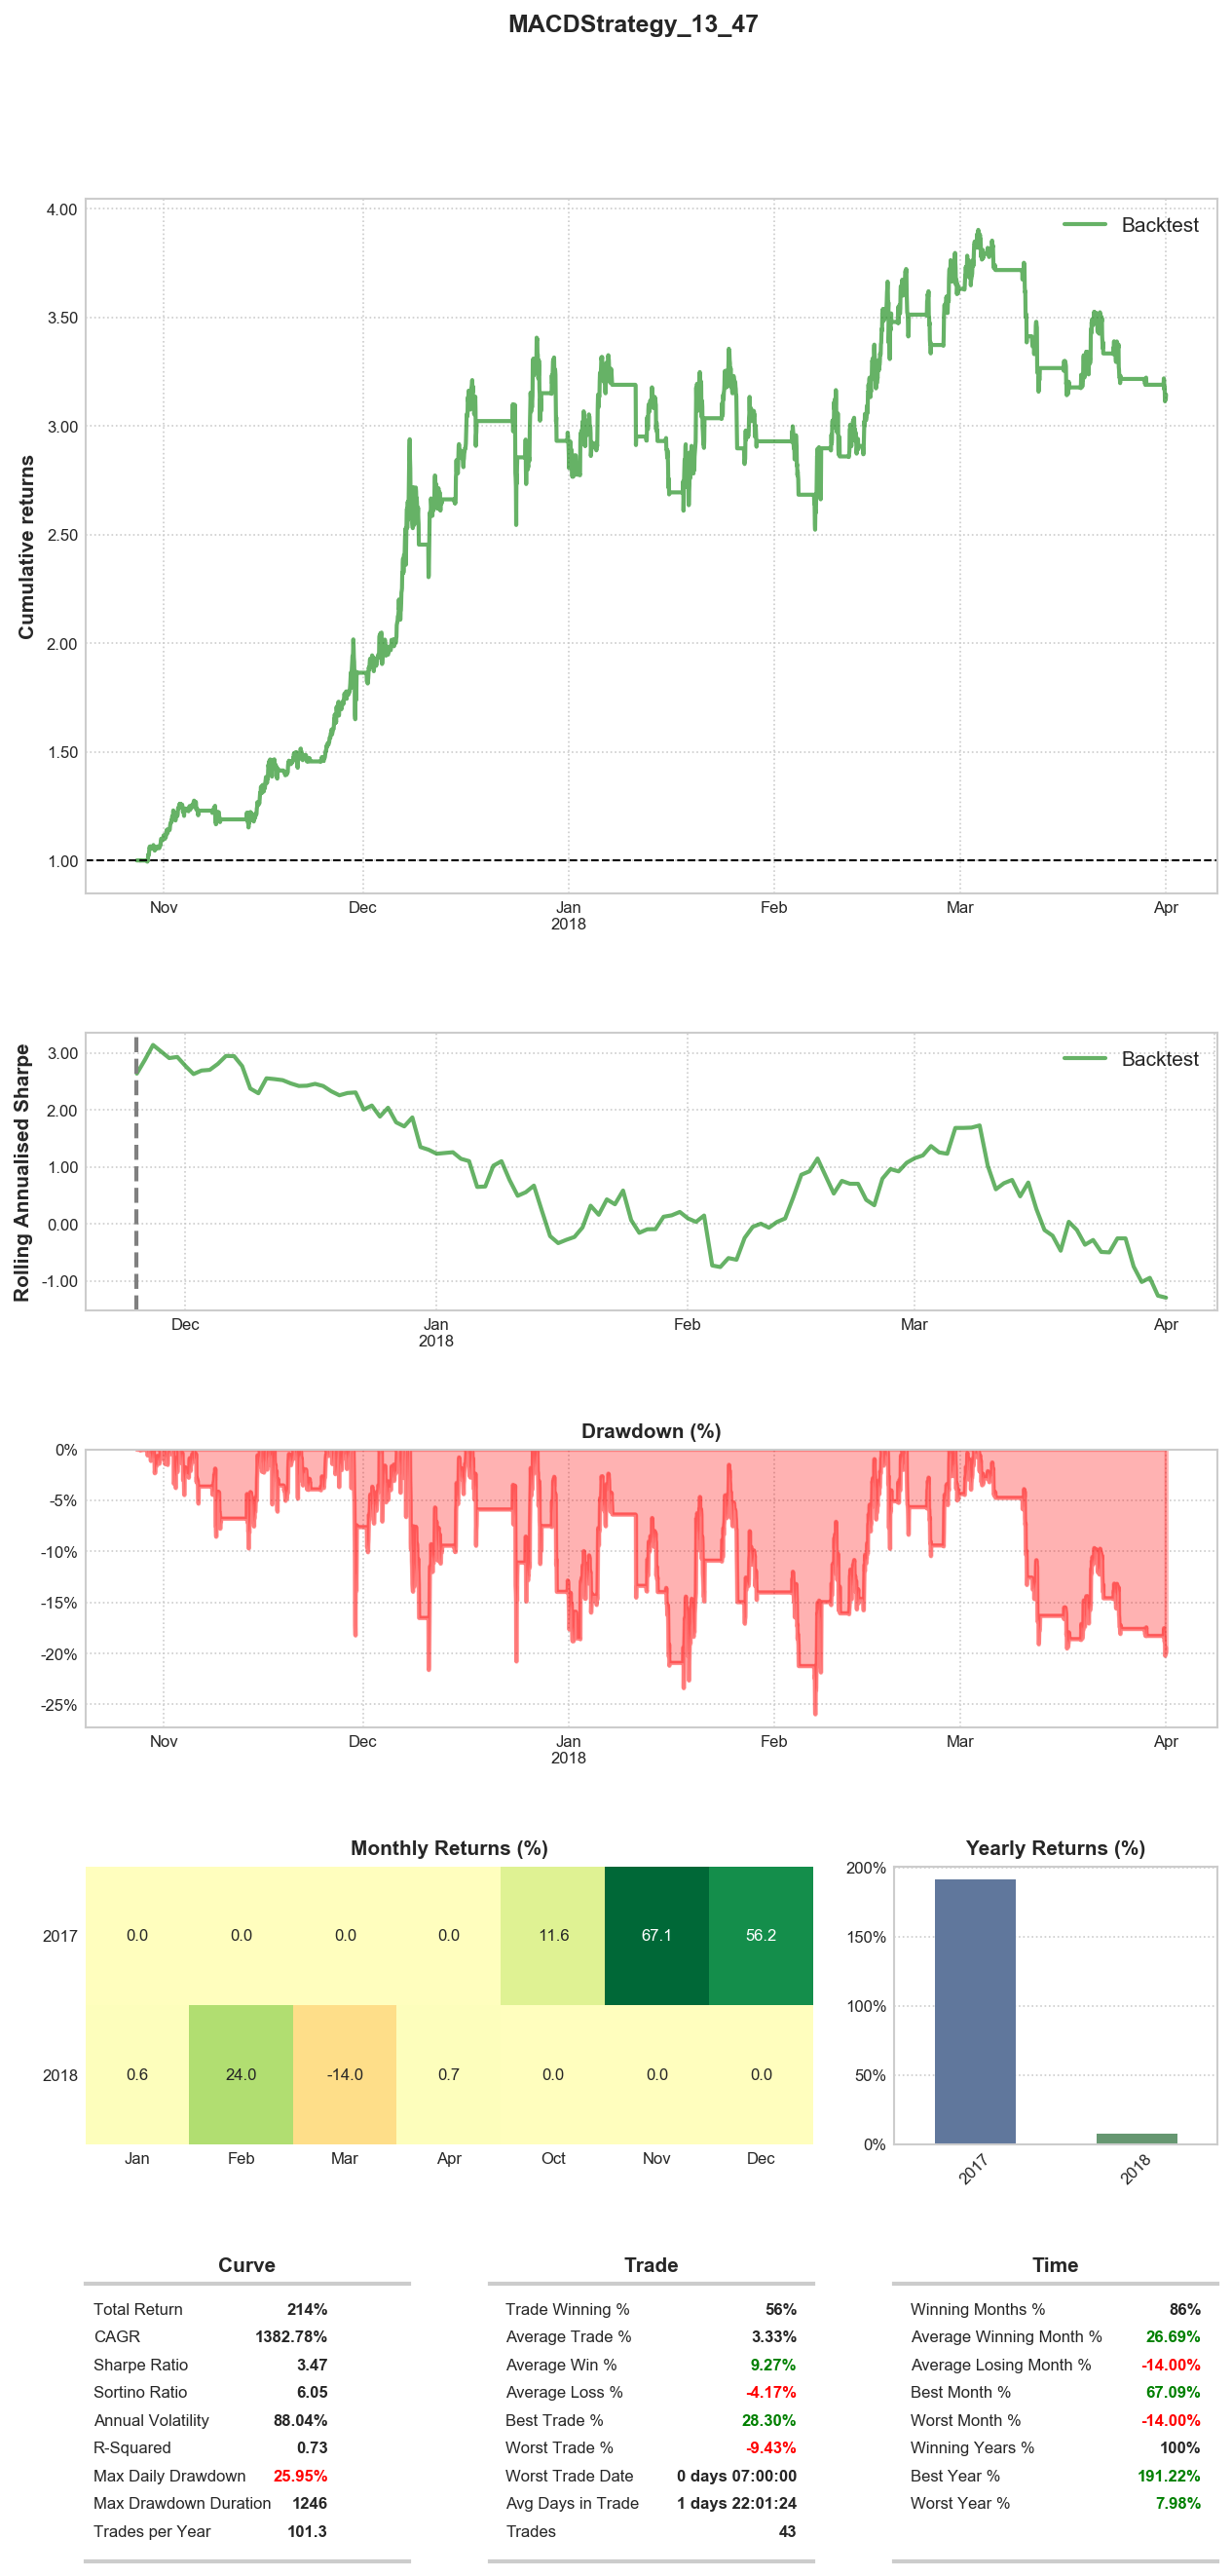 MACDStrategy_13_47
4.00
3.50
3.00
2.50
2.00
1.50
1.00
Cumulative returns
Backtest
Nov Dec Jan Feb Mar Apr
2018
3.00
2.00
1.00
0.00
-1.00
Rolling Annualised Sharpe
Backtest
Dec Jan Feb Mar Apr
2018
Drawdown (%)
0%
-5%
-10%
-15%
-20%
-25%
Nov Dec Jan Feb Mar Apr
2018
Monthly Returns (%)
2017 0.0 0.0 0.0 0.0 11.6 67.1 56.2
2018 0.6 24.0 -14.0 0.7 0.0 0.0 0.0
Jan Feb Mar Apr Oct Nov Dec
Yearly Returns (%)
200%
150%
100%
50%
0%
2017 2018
Curve
Total Return 214%
CAGR 1382.78%
Sharpe Ratio 3.47
Sortino Ratio 6.05
Annual Volatility 88.04%
R-Squared 0.73
Max Daily Drawdown 25.95%
Max Drawdown Duration 1246
Trades per Year 101.3
Trade
Trade Winning % 56%
Average Trade % 3.33%
Average Win % 9.27%
Average Loss % -4.17%
Best Trade % 28.30%
Worst Trade % -9.43%
Worst Trade Date 0 days 07:00:00
Avg Days in Trade 1 days 22:01:24
Trades 43
Time
Winning Months % 86%
Average Winning Month % 26.69%
Average Losing Month % -14.00%
Best Month % 67.09%
Worst Month % -14.00%
Winning Years % 100%
Best Year % 191.22%
Worst Year % 7.98%